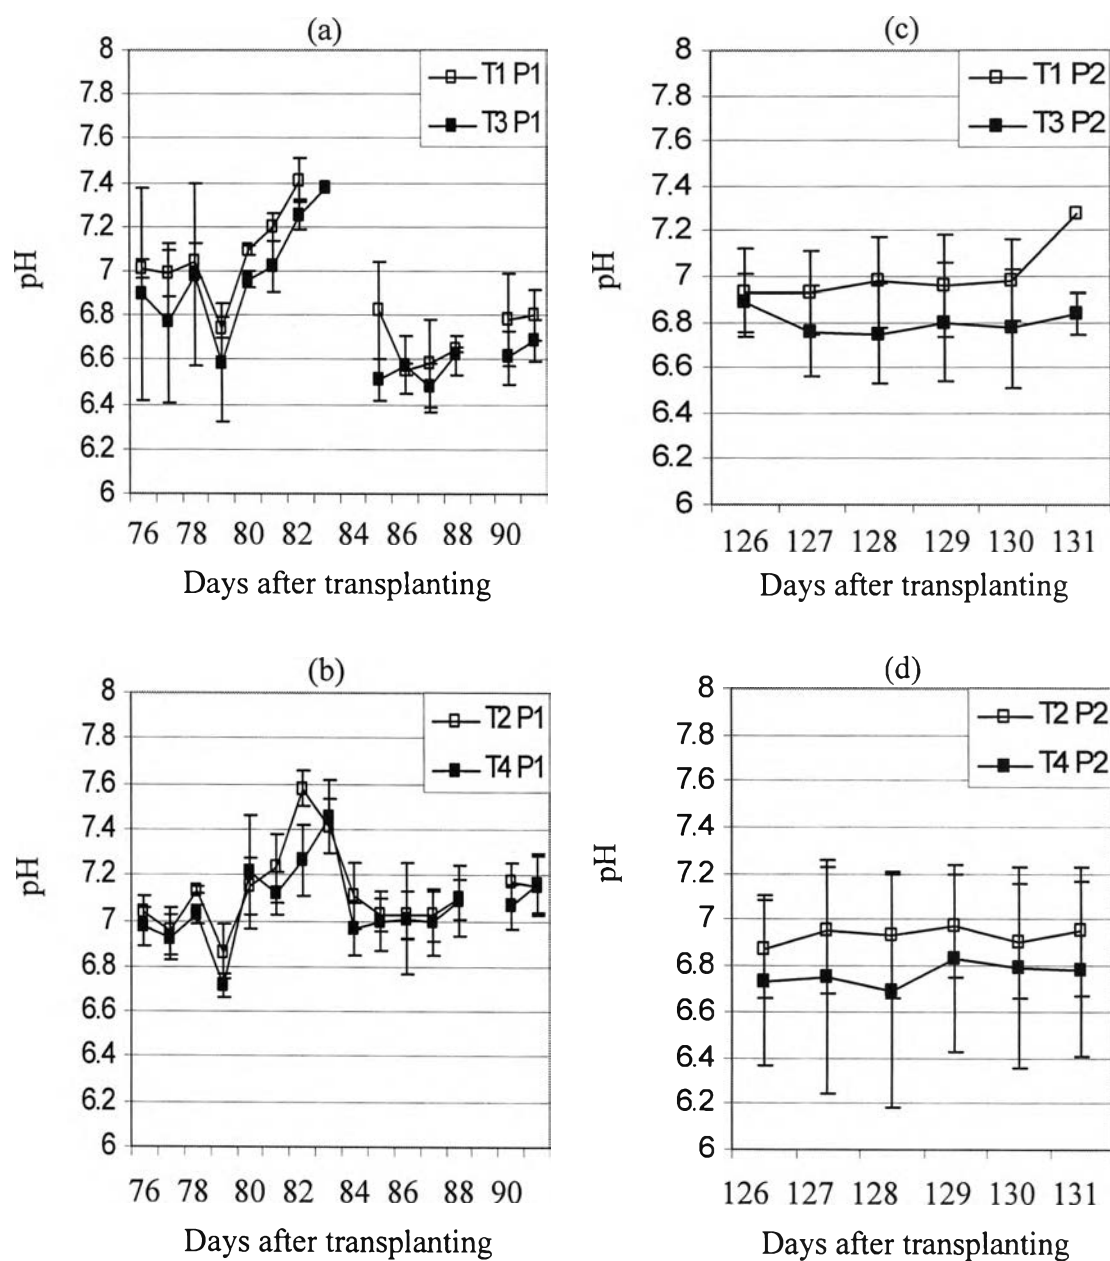 (a)
8
7.8
7.6
7.4
7.2
7
6.8
6.6
6.4
6.2
6
pH
T1 P1
T3 P1
76 78 80 82 84 86 88 90
Days after transplanting
(c)
8
7.8
7.6
7.4
7.2
7
6.8
6.6
6.4
6.2
6
pH
T1 P2
T3 P2
126 127 128 129 130 131
Days after transplanting
(b)
8
7.8
7.6
7.4
7.2
7
6.8
6.6
6.4
6.2
6
pH
T2 P1
T4 P1
76 78 80 82 84 86 88 90
Days after transplanting
(d)
8
7.8
7.6
7.4
7.2
7
6.8
6.6
6.4
6.2
6
pH
T2 P2
T4 P2
126 127 128 129 130 131
Days after transplanting